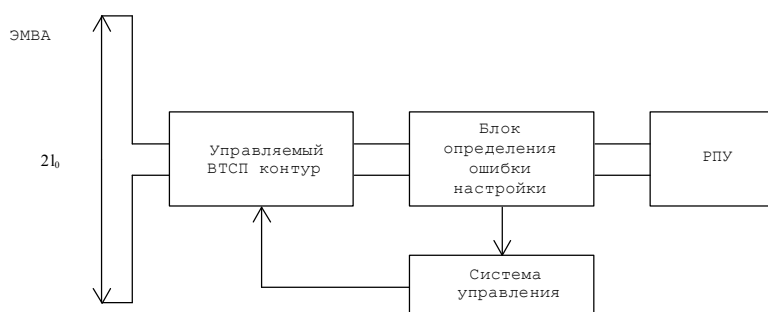 ЭМВА
2l₀
Управляемый
ВТСП контур
Блок
определения
ошибки
настройки
РПУ
Система
управления